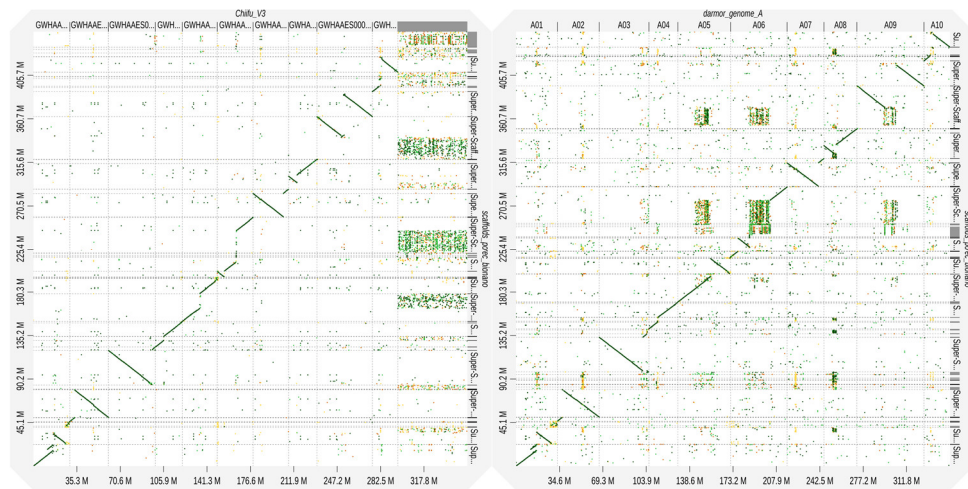 Chiifu_V3
GWHAA... GWHAAE... GWHAAES0... GWH... GWHAA... GWHAA... GWHA... GWHAAES000... GWH...
405.7 M
360.7 M
315.6 M
270.5 M
225.4 M
180.3 M
135.2 M
90.2 M
45.1 M
35.3 M 70.6 M 105.9 M 141.3 M 176.6 M 211.9 M 247.2 M 282.5 M 317.8 M
darmor_genome_A
A01 A02 A03 A04 A05 A06 A07 A08 A09 A10
405.7 M
360.7 M
315.6 M
270.5 M
225.4 M
180.3 M
135.2 M
90.2 M
45.1 M
34.6 M 69.3 M 103.9 M 138.6 M 173.2 M 207.9 M 242.5 M 277.2 M 311.8 M